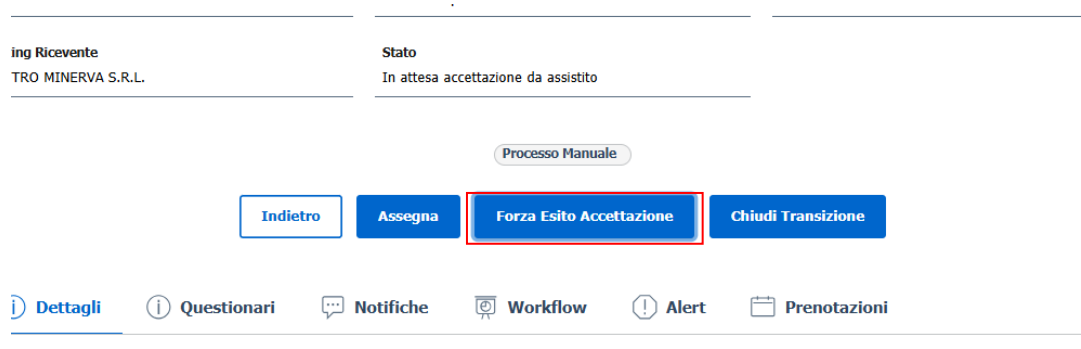 ing Ricevente
Stato
TRO MINERVA S.R.L.
In attesa accettazione da assistito
Processo Manuale
Indietro
Assegna
Forza Esito Accettazione
Chiudi Transizione
Dettagli
Questionari
Notifiche
Workflow
Alert
Prenotazioni